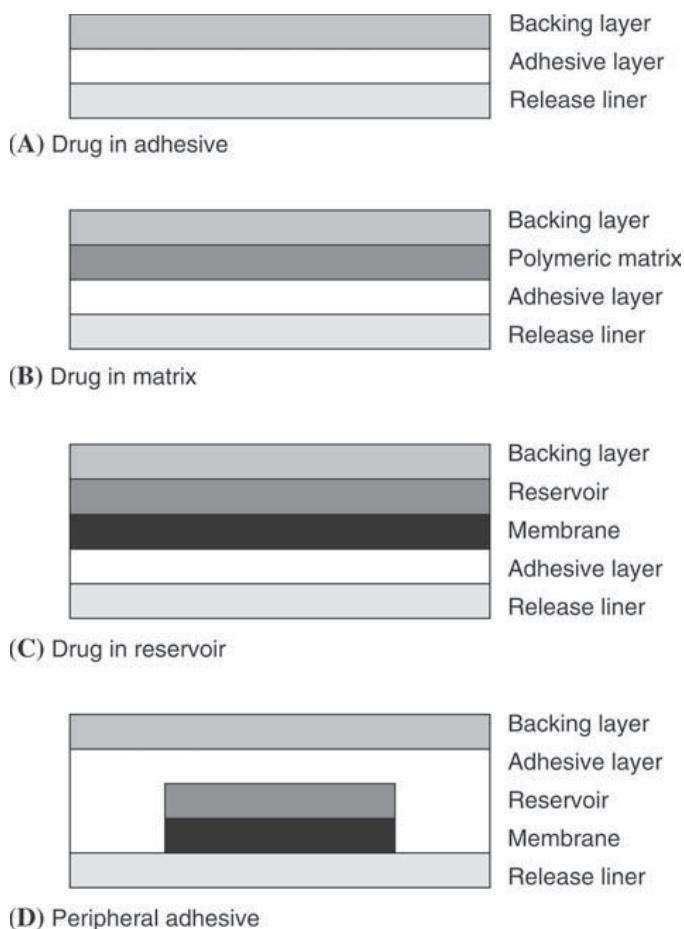 Backing layer
Adhesive layer
Release liner
(A) Drug in adhesive
Backing layer
Polymeric matrix
Adhesive layer
Release liner
(B) Drug in matrix
Backing layer
Reservoir
Membrane
Adhesive layer
Release liner
(C) Drug in reservoir
Backing layer
Adhesive layer
Reservoir
Membrane
Release liner
(D) Peripheral adhesive